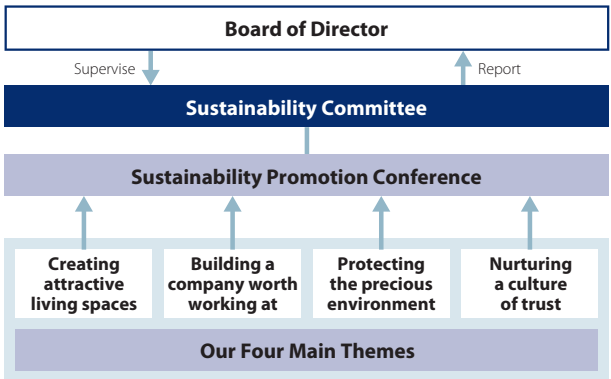 Board of Director
Supervise
Report
Sustainability Committee
Sustainability Promotion Conference
Creating
attractive
living spaces
Building a
company worth
working at
Protecting
the precious
environment
Nurturing
a culture
of trust
Our Four Main Themes